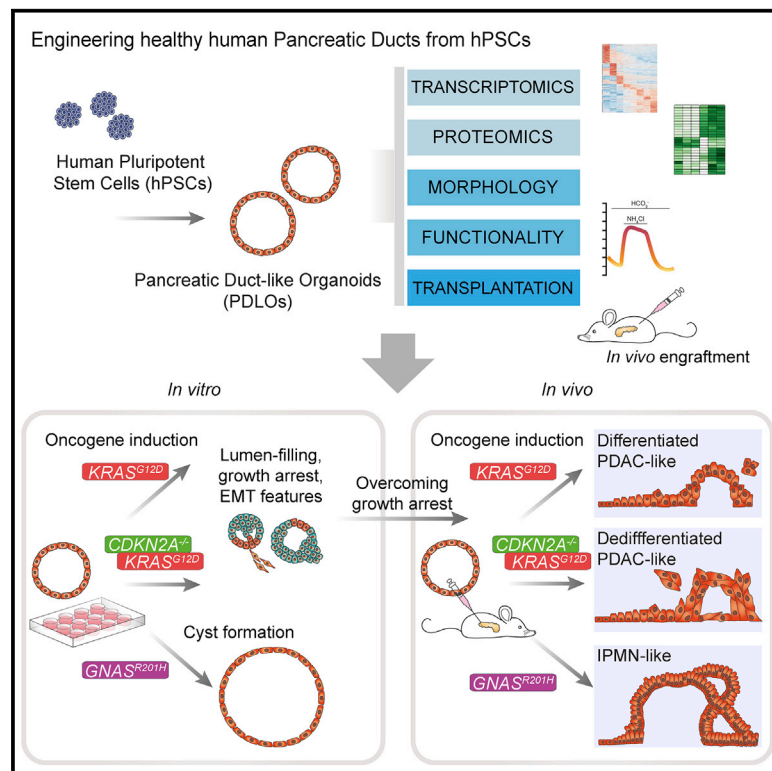 Engineering healthy human Pancreatic Ducts from hPSCs
Human Pluripotent
Stem Cells (hPSCs)
Pancreatic Duct-like Organoids
(PDLOs)
TRANSCRIPTOMICS
PROTEOMICS
MORPHOLOGY
FUNCTIONALITY
TRANSPLANTATION
HCO3-
NH4Cl
In vivo engraftment
In vitro
Oncogene induction
KRASG12D
CDKN2A-/-
KRASG12D
GNASR201H
Lumen-filling,
growth arrest,
EMT features
Cyst formation
Overcoming
growth arrest
In vivo
Oncogene induction
KRASG12D
CDKN2A-/-
KRASG12D
GNASR201H
Differentiated
PDAC-like
Dedifferentiated
PDAC-like
IPMN-like